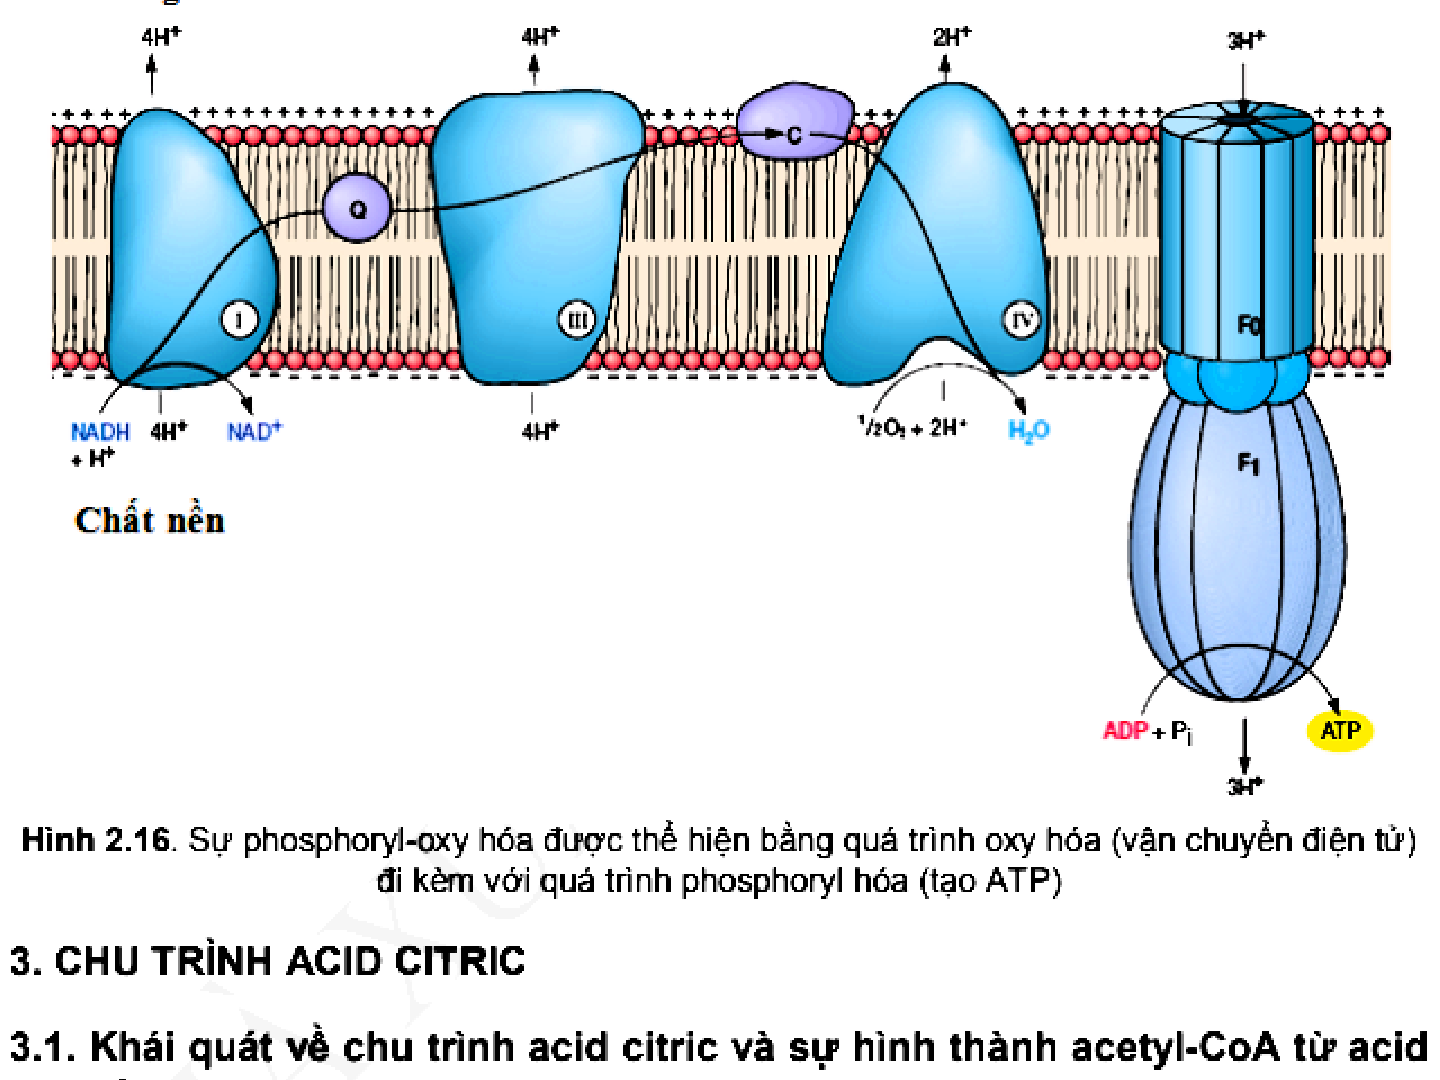 4H⁺ 4H⁺ 2H⁺ 3H⁺
+ + + + + + + + + + + + + + + + + + + + + + + + + + + + + + + + +
C
Q
I III IV F0
NADH 4H⁺ NAD⁺ 4H⁺ ¹/₂O₂ + 2H⁺ H₂O
+ H⁺
F1
Chất nền
ADP + Pi ATP
3H⁺
Hình 2.16. Sự phosphoryl-oxy hóa được thể hiện bằng quá trình oxy hóa (vận chuyển điện tử)
đi kèm với quá trình phosphoryl hóa (tạo ATP)
3. CHU TRÌNH ACID CITRIC
3.1. Khái quát về chu trình acid citric và sự hình thành acetyl-CoA từ acid